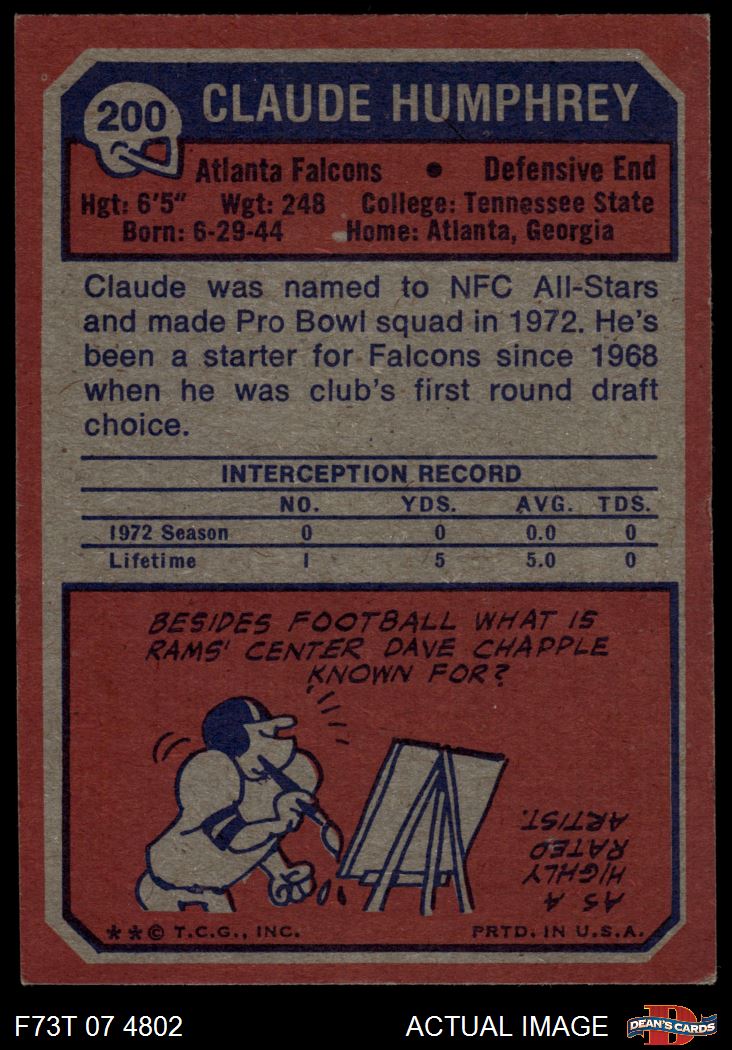 200
CLAUDE HUMPHREY
Atlanta Falcons • Defensive End
Hgt: 6'5" Wgt: 248 College: Tennessee State
Born: 6-29-44 Home: Atlanta, Georgia
Claude was named to NFC All-Stars
and made Pro Bowl squad in 1972. He's
been a starter for Falcons since 1968
when he was club's first round draft
choice.
INTERCEPTION RECORD
NO. YDS. AVG. TDS.
1972 Season 0 0 0.0 0
Lifetime 1 5 5.0 0
BESIDES FOOTBALL WHAT IS
RAMS' CENTER DAVE CHAPPLE
KNOWN FOR?
AS A
HIGHLY
RATED
ARTIST.
**© T.C.G., INC. PRTD. IN U.S.A.
F73T 07 4802 ACTUAL IMAGE
D
DEAN'S CARDS